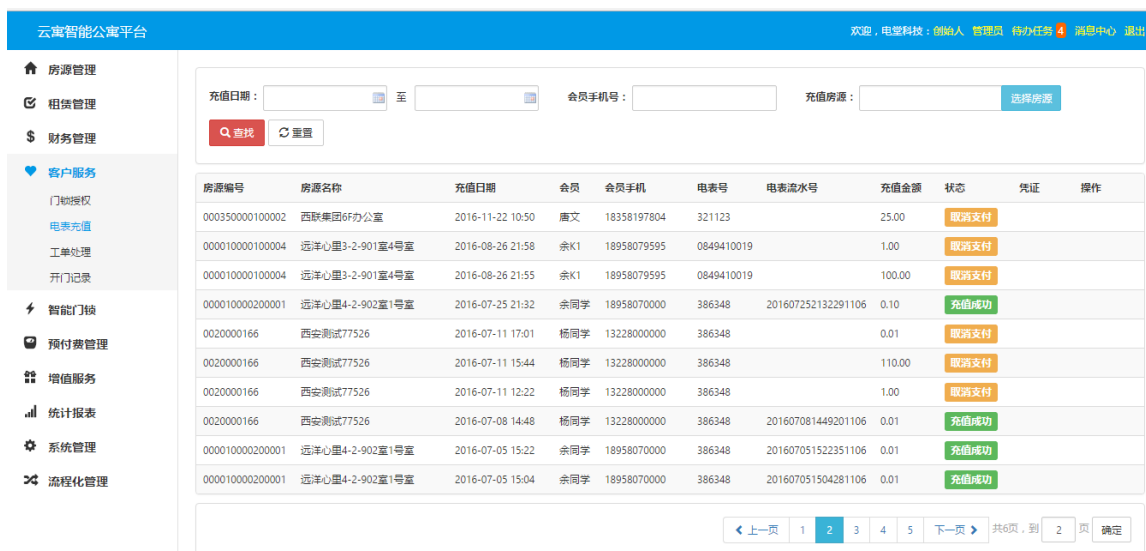 云寓智能公寓平台 欢迎，电堂科技：创始人 管理员 待办任务 4 消息中心 退出
房源管理
租赁管理
财务管理
客户服务
门锁授权
电表充值
工单处理
开门记录
智能门锁
预付费管理
增值服务
统计报表
系统管理
流程化管理
充值日期： 至 会员手机号： 充值房源： 选择房源
查找 重置
房源编号 房源名称 充值日期 会员 会员手机 电表号 电表流水号 充值金额 状态 凭证 操作
000350000100002 西联集团6F办公室 2016-11-22 10:50 唐文 18358197804 321123 25.00 取消支付
000010000100004 远洋心里3-2-901室4号室 2016-08-26 21:58 余K1 18958079595 0849410019 1.00 取消支付
000010000100004 远洋心里3-2-901室4号室 2016-08-26 21:55 余K1 18958079595 0849410019 100.00 取消支付
000010000200001 远洋心里4-2-902室1号室 2016-07-25 21:32 余同学 18958070000 386348 201607252132291106 0.10 充值成功
0020000166 西安测试77526 2016-07-11 17:01 杨同学 13228000000 386348 0.01 取消支付
0020000166 西安测试77526 2016-07-11 15:44 杨同学 13228000000 386348 110.00 取消支付
0020000166 西安测试77526 2016-07-11 12:22 杨同学 13228000000 386348 1.00 取消支付
0020000166 西安测试77526 2016-07-08 14:48 杨同学 13228000000 386348 201607081449201106 0.01 充值成功
000010000200001 远洋心里4-2-902室1号室 2016-07-05 15:22 余同学 18958070000 386348 201607051522351106 0.01 充值成功
000010000200001 远洋心里4-2-902室1号室 2016-07-05 15:04 余同学 18958070000 386348 201607051504281106 0.01 充值成功
上一页 1 2 3 4 5 下一页 共6页，到 2 页 确定